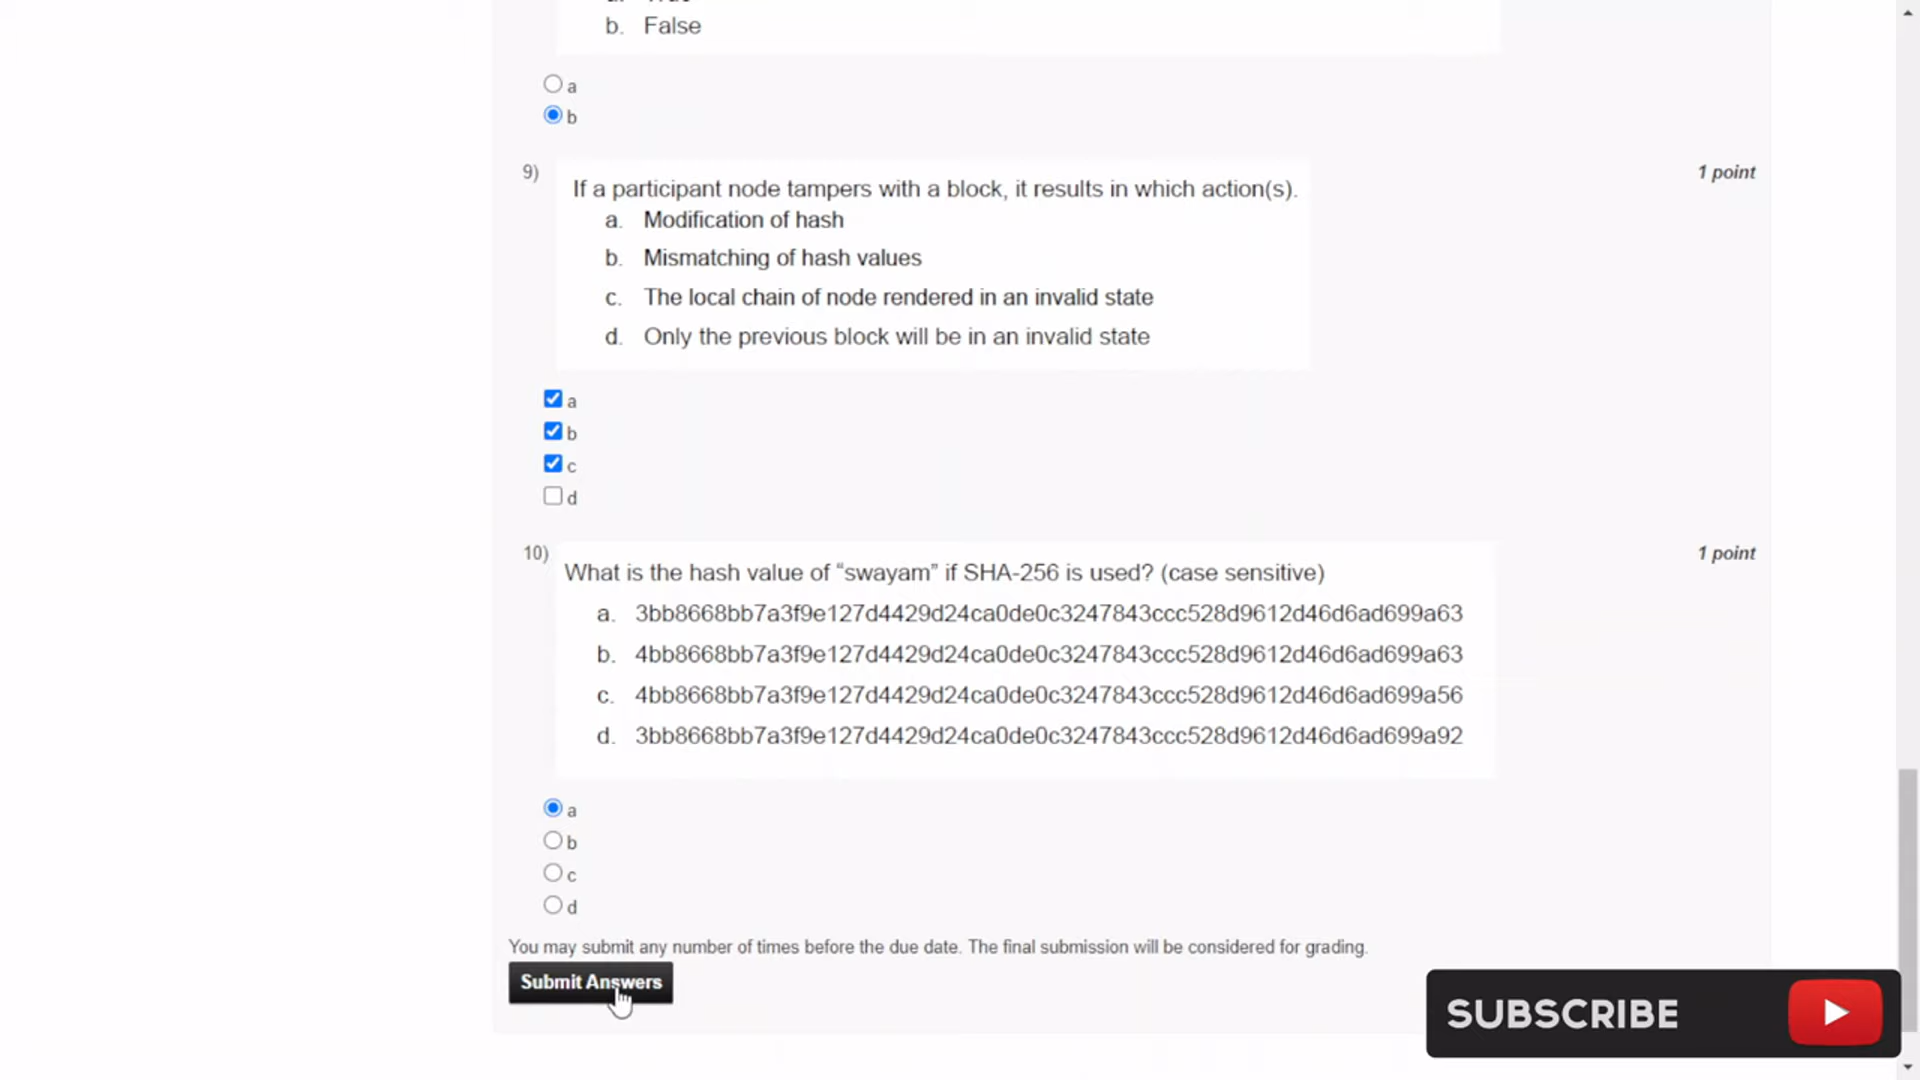 b. False
a
b
9)
1 point
If a participant node tampers with a block, it results in which action(s).
a. Modification of hash
b. Mismatching of hash values
c. The local chain of node rendered in an invalid state
d. Only the previous block will be in an invalid state
a
b
c
d
10)
1 point
What is the hash value of “swayam” if SHA-256 is used? (case sensitive)
a. 3bb8668bb7a3f9e127d4429d24ca0de0c3247843ccc528d9612d46d6ad699a63
b. 4bb8668bb7a3f9e127d4429d24ca0de0c3247843ccc528d9612d46d6ad699a63
c. 4bb8668bb7a3f9e127d4429d24ca0de0c3247843ccc528d9612d46d6ad699a56
d. 3bb8668bb7a3f9e127d4429d24ca0de0c3247843ccc528d9612d46d6ad699a92
a
b
c
d
You may submit any number of times before the due date. The final submission will be considered for grading.
Submit Answers
SUBSCRIBE